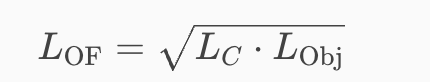 L_OF = √(L_C · L_Obj)